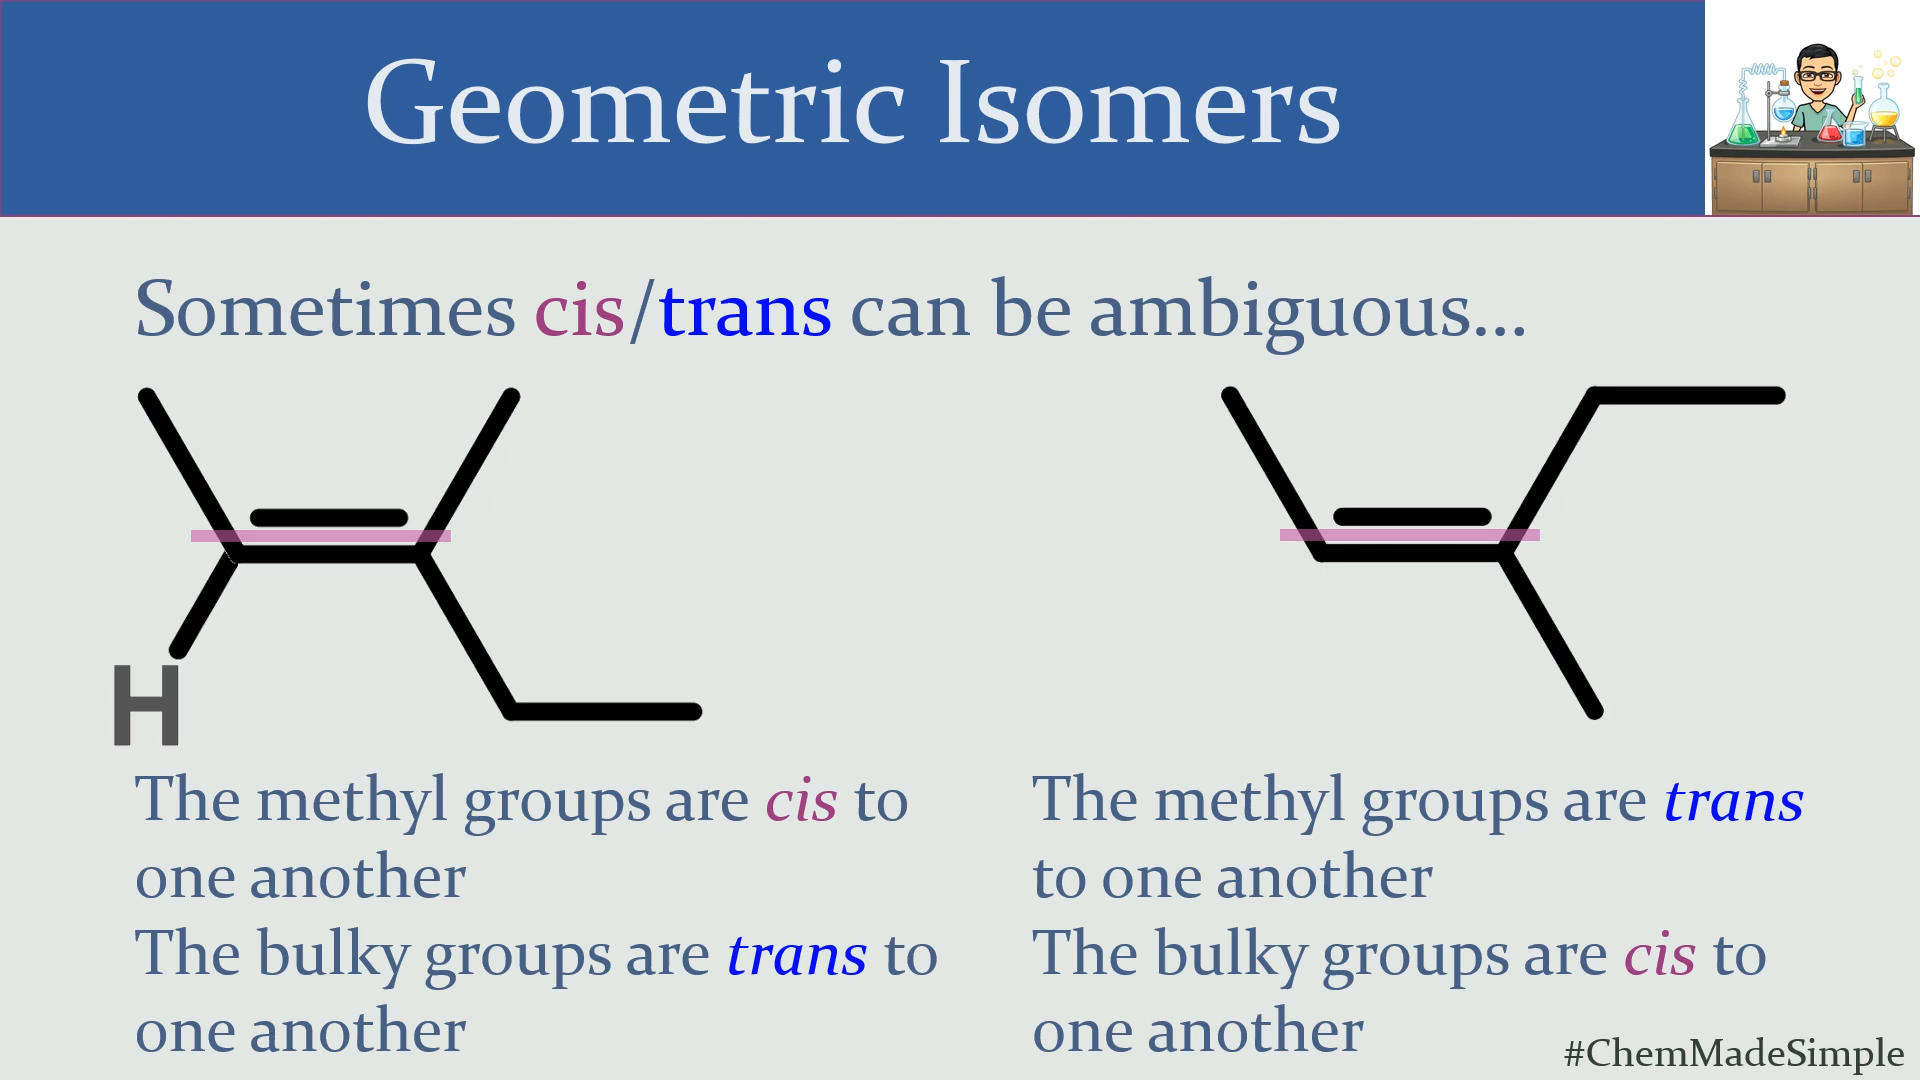 Geometric Isomers
Sometimes cis/trans can be ambiguous...
H
The methyl groups are cis to
one another
The bulky groups are trans to
one another
The methyl groups are trans
to one another
The bulky groups are cis to
one another
#ChemMadeSimple